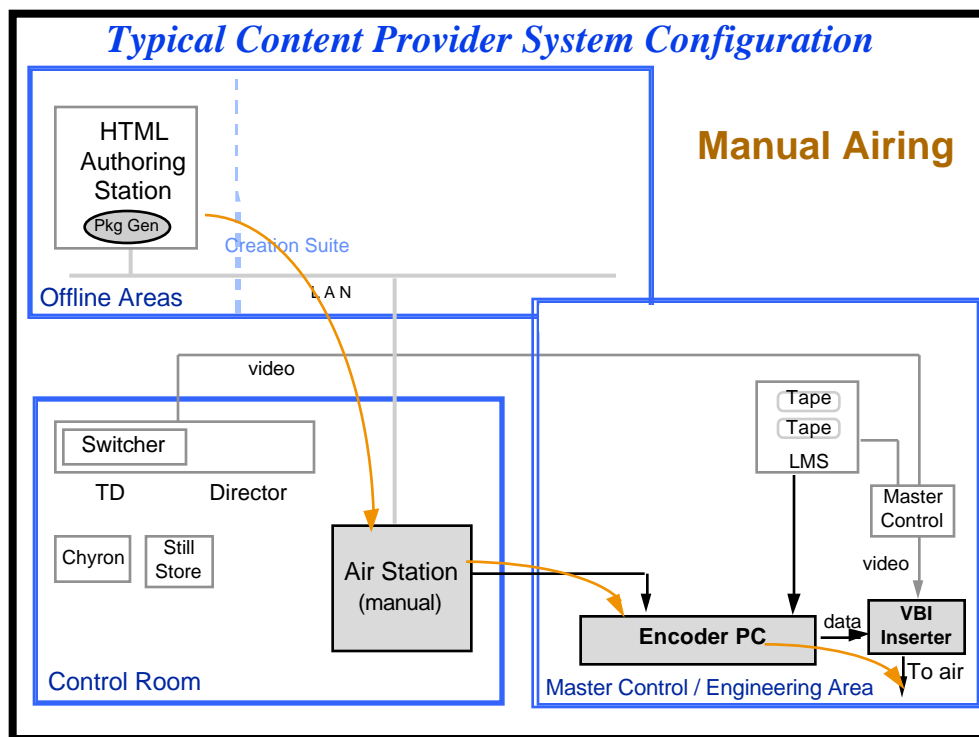 Typical Content Provider System Configuration
Manual Airing
HTML
Authoring
Station
Pkg Gen
Creation Suite
LAN
Offline Areas
video
Switcher
TD
Director
Chyron
Still
Store
Air Station
(manual)
Control Room
Tape
Tape
LMS
Master
Control
video
Encoder PC
data
VBI
Inserter
To air
Master Control / Engineering Area